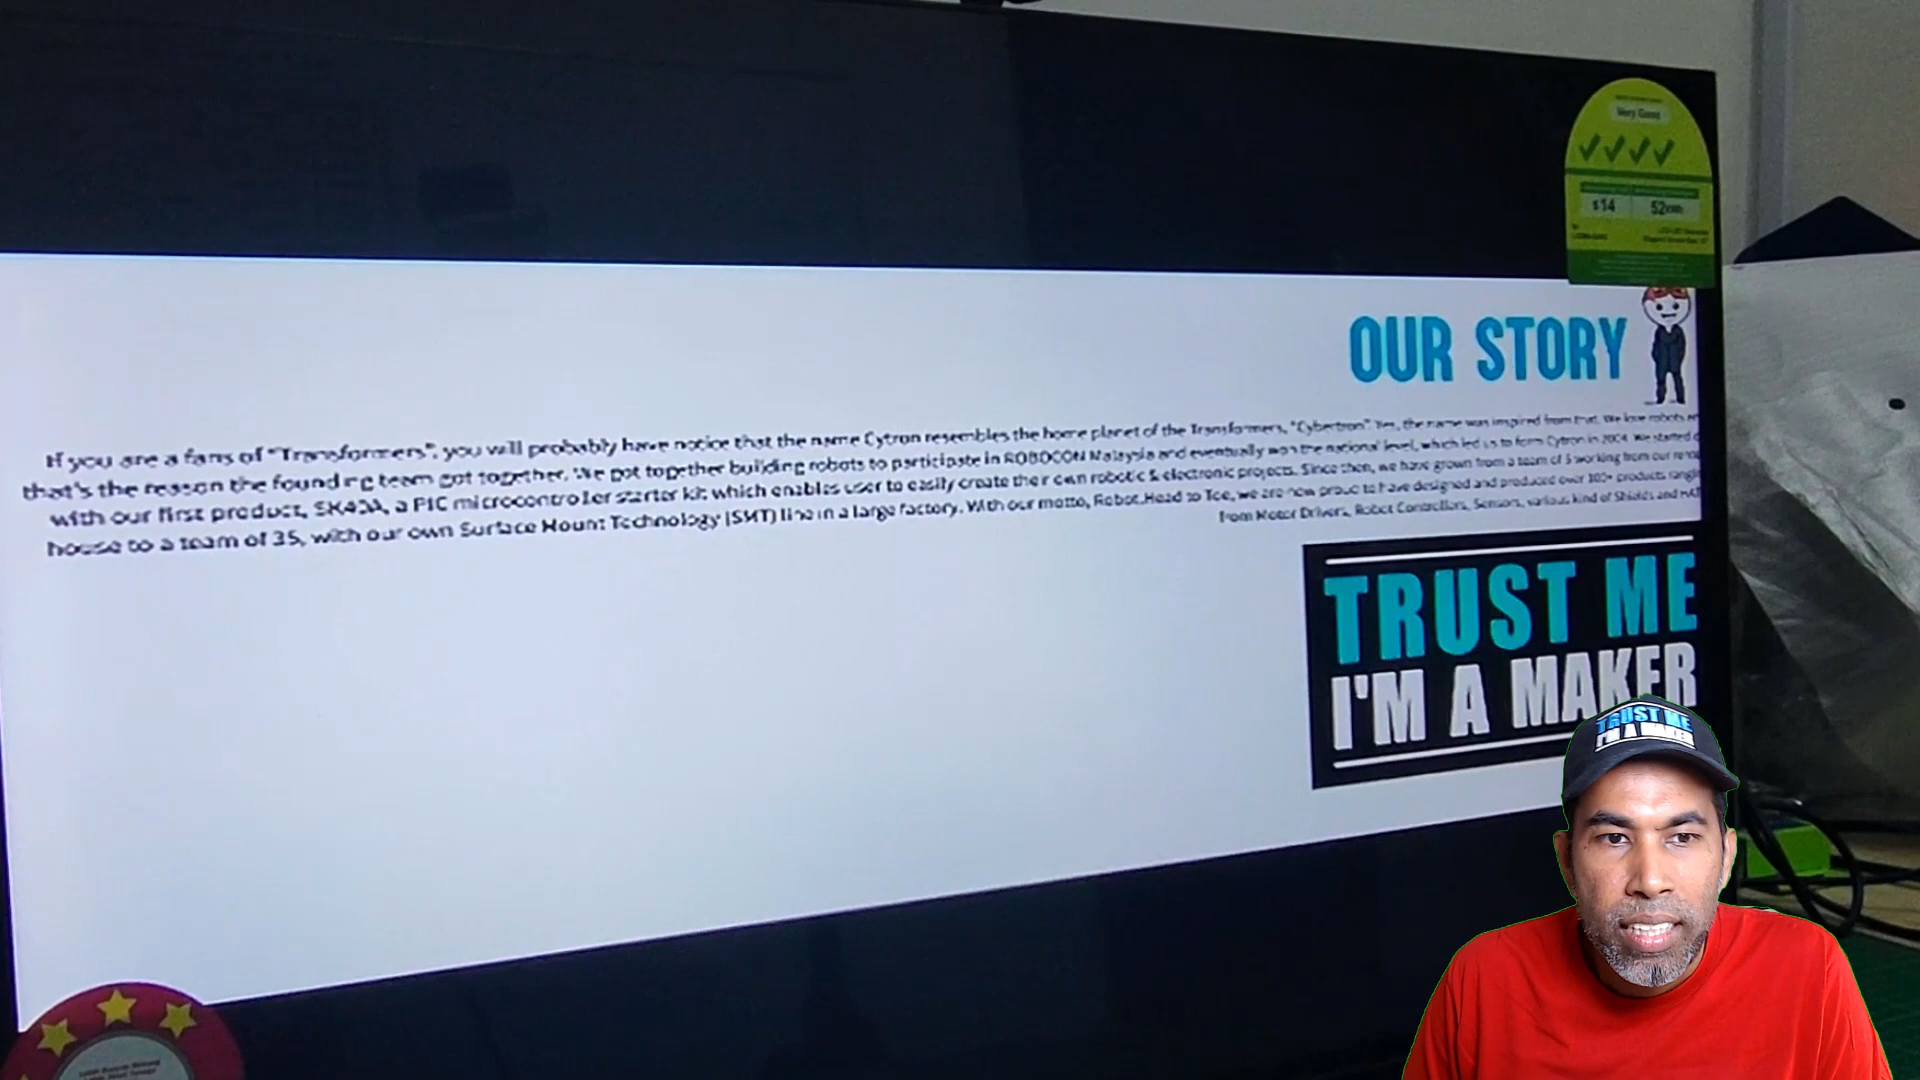 Very Good
$14
52kWh
OUR STORY
If you are a fans of "Transformers", you will probably have notice that the name Cytron resembles the home planet of the Transformers, "Cybertron" Yes, the name was inspired from that. We love robots
that's the reason the founding team got together. We got together building robots to participate in ROBOCON Malaysia and eventually won the national level, which led us to form Cytron in 2004. We started
with our first product, SK40A, a PIC microcontroller starter kit which enables user to easily create their own robotic & electronic projects. Since then, we have grown from a team of 5 working from our
house to a team of 35, with our own Surface Mount Technology (SMT) line in a large factory. With our motto, Robot.Head to Toe, we are now proud to have designed and produced over 100+ products
from Motor Drivers, Robot Controllers, Sensors, various kind of Shields and
TRUST ME
I'M A MAKER
TRUST ME
I'M A MAKER